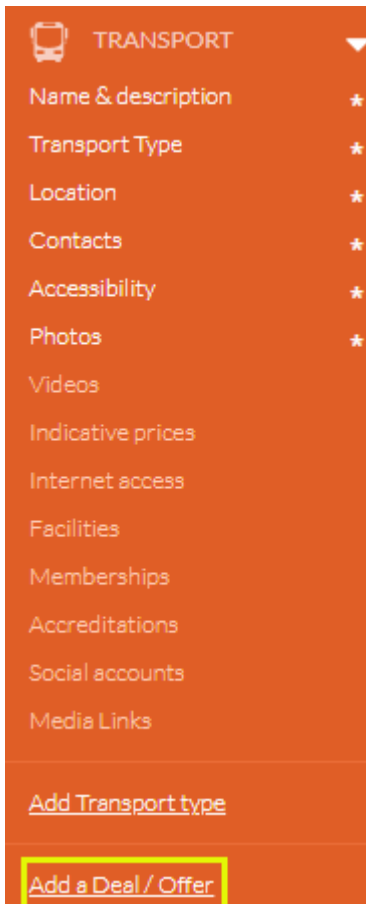 TRANSPORT
Name & description *
Transport Type *
Location *
Contacts *
Accessibility *
Photos *
Videos
Indicative prices
Internet access
Facilities
Memberships
Accreditations
Social accounts
Media Links
Add Transport type
Add a Deal / Offer